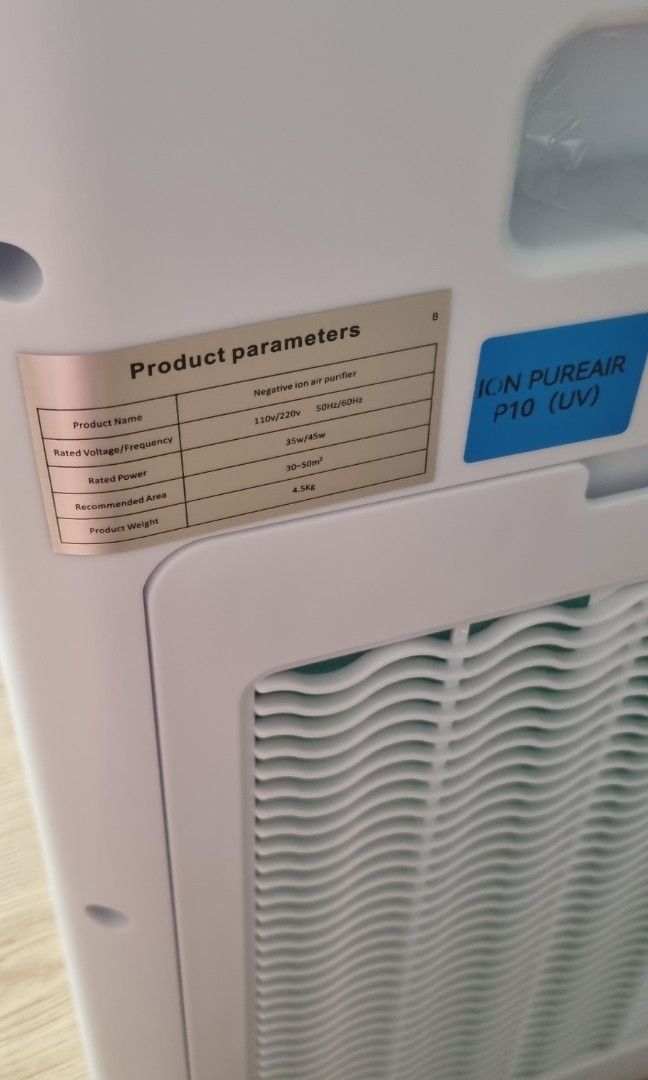 Product parameters
B
Product Name Negative ion air purifier
Rated Voltage/Frequency 110v/220v 50Hz/60Hz
Rated Power 35w/45w
Recommended Area 30~50m²
Product Weight 4.5Kg
ION PUREAIR
P10 (UV)